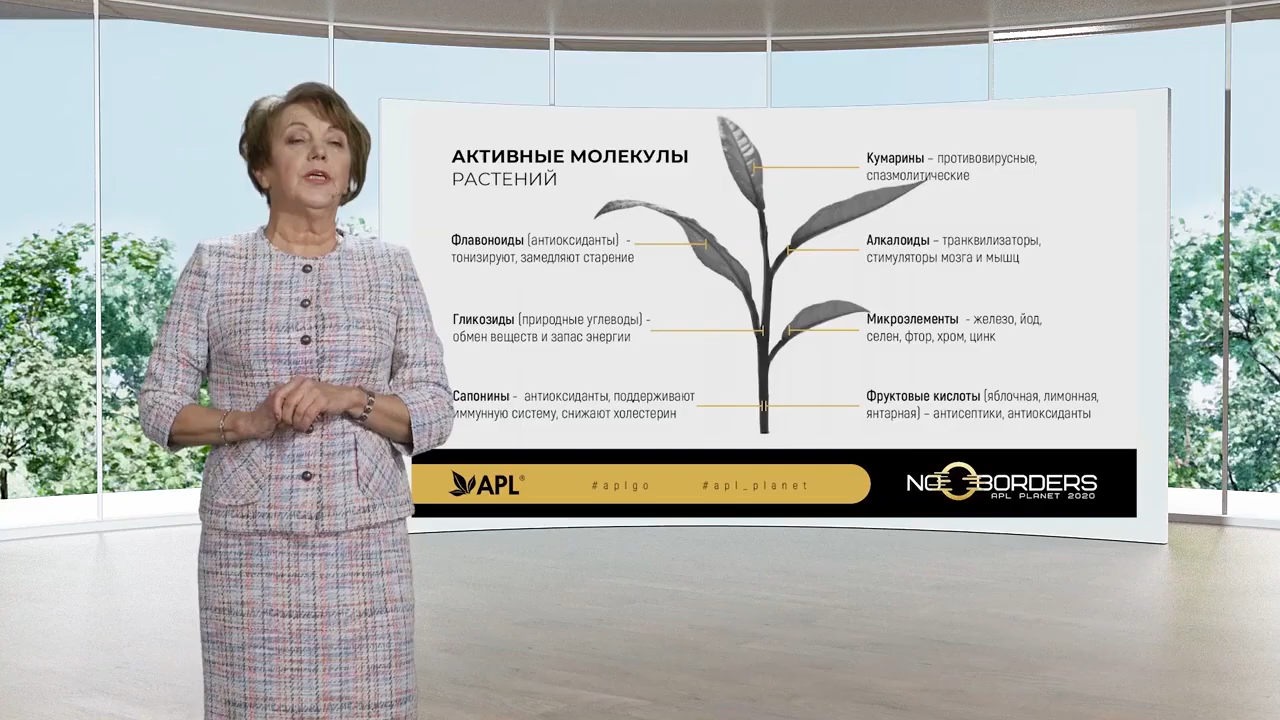 АКТИВНЫЕ МОЛЕКУЛЫ
РАСТЕНИЙ
Кумарины – противовирусные,
спазмолитические
Флавоноиды (антиоксиданты) -
тонизируют, замедляют старение
Алкалоиды – транквилизаторы,
стимуляторы мозга и мышц
Гликозиды (природные углеводы) -
обмен веществ и запас энергии
Микроэлементы - железо, йод,
селен, фтор, хром, цинк
Сапонины - антиоксиданты, поддерживают
иммунную систему, снижают холестерин
Фруктовые кислоты (яблочная, лимонная,
янтарная) – антисептики, антиоксиданты
APL®
#aplgo
#apl_planet
NO BORDERS
APL PLANET 2020